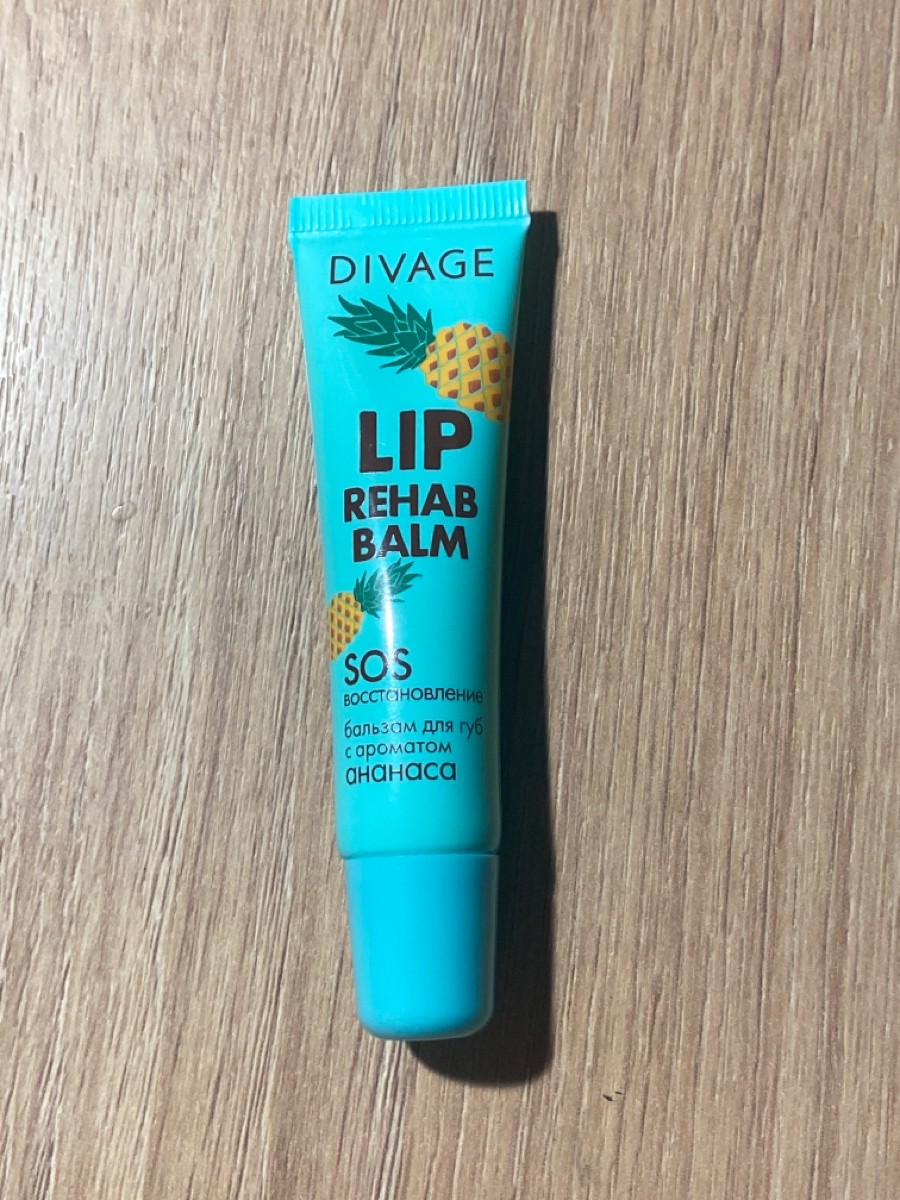 DIVAGE
LIP
REHAB
BALM
SOS
восстановление
бальзам для губ
с ароматом
ананаса